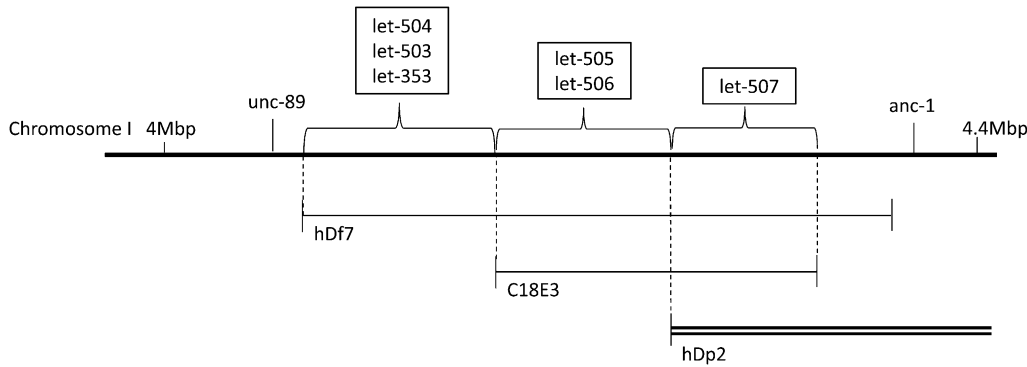 let-504
let-503
let-353
let-505
let-506
let-507
unc-89
anc-1
Chromosome I 4Mbp
4.4Mbp
hDf7
C18E3
hDp2